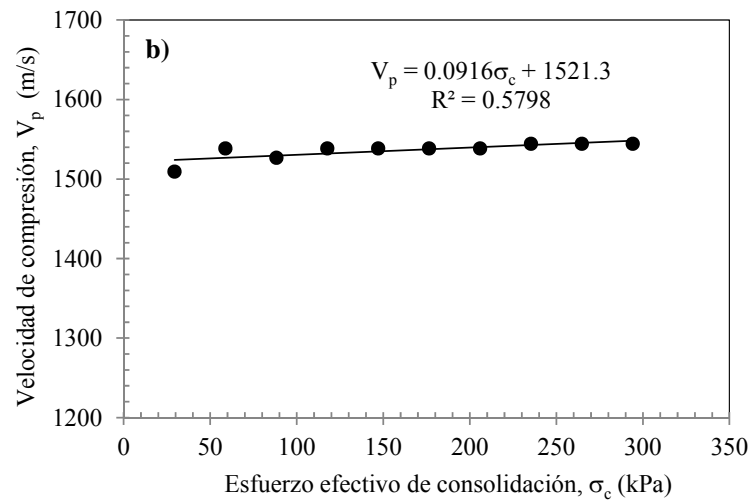 b)
V_p = 0.0916σ_c + 1521.3
R² = 0.5798
Velocidad de compresión, V_p (m/s)
1700
1600
1500
1400
1300
1200
0 50 100 150 200 250 300 350
Esfuerzo efectivo de consolidación, σ_c (kPa)